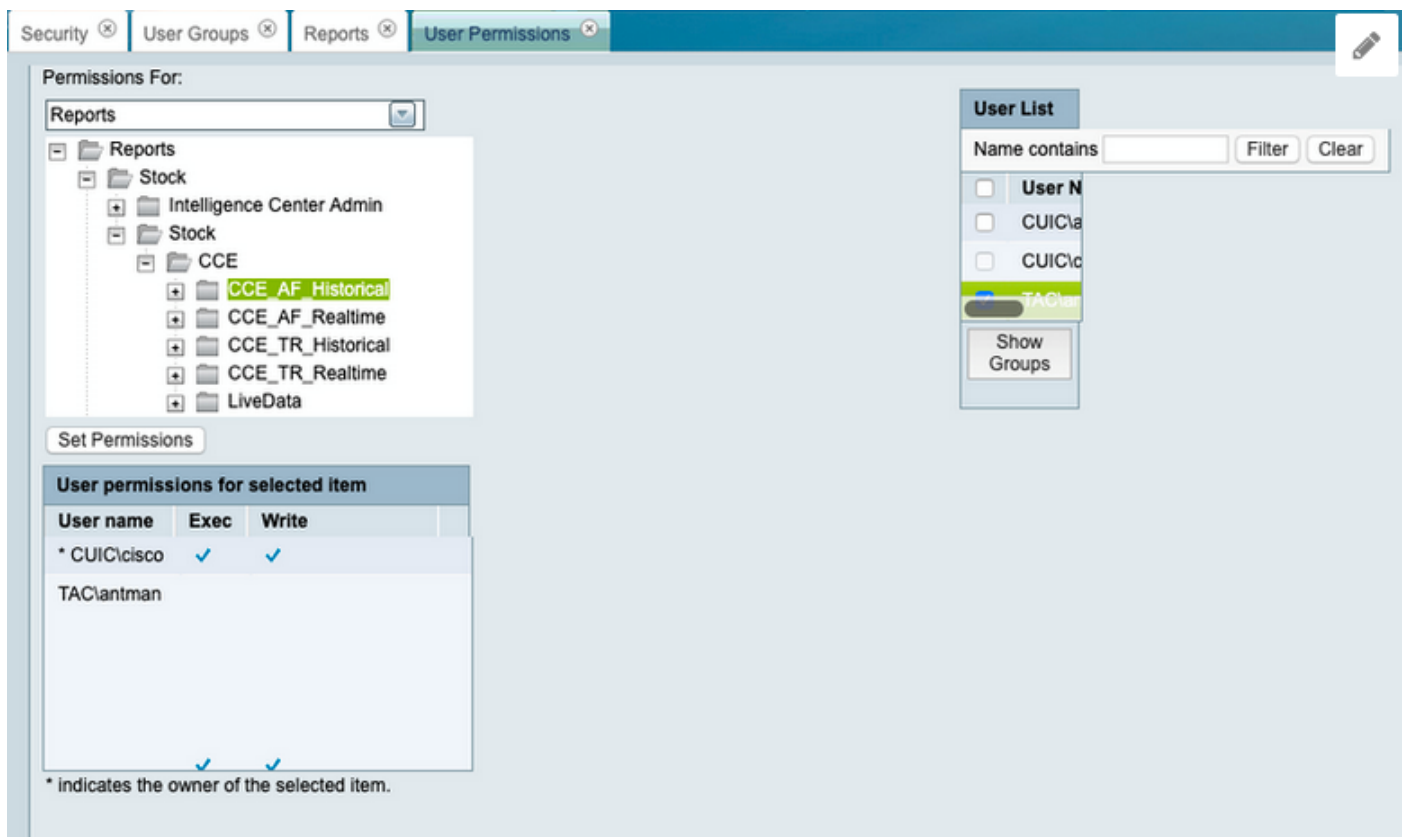 Security User Groups Reports User Permissions
Permissions For:
Reports
Reports
Stock
Intelligence Center Admin
Stock
CCE
CCE_AF_Historical
CCE_AF_Realtime
CCE_TR_Historical
CCE_TR_Realtime
LiveData
Set Permissions
User permissions for selected item
User name Exec Write
* CUIC\cisco
TAC\antman
* indicates the owner of the selected item.
User List
Name contains Filter Clear
User N
CUIC\a
CUIC\c
TAC\an
Show
Groups